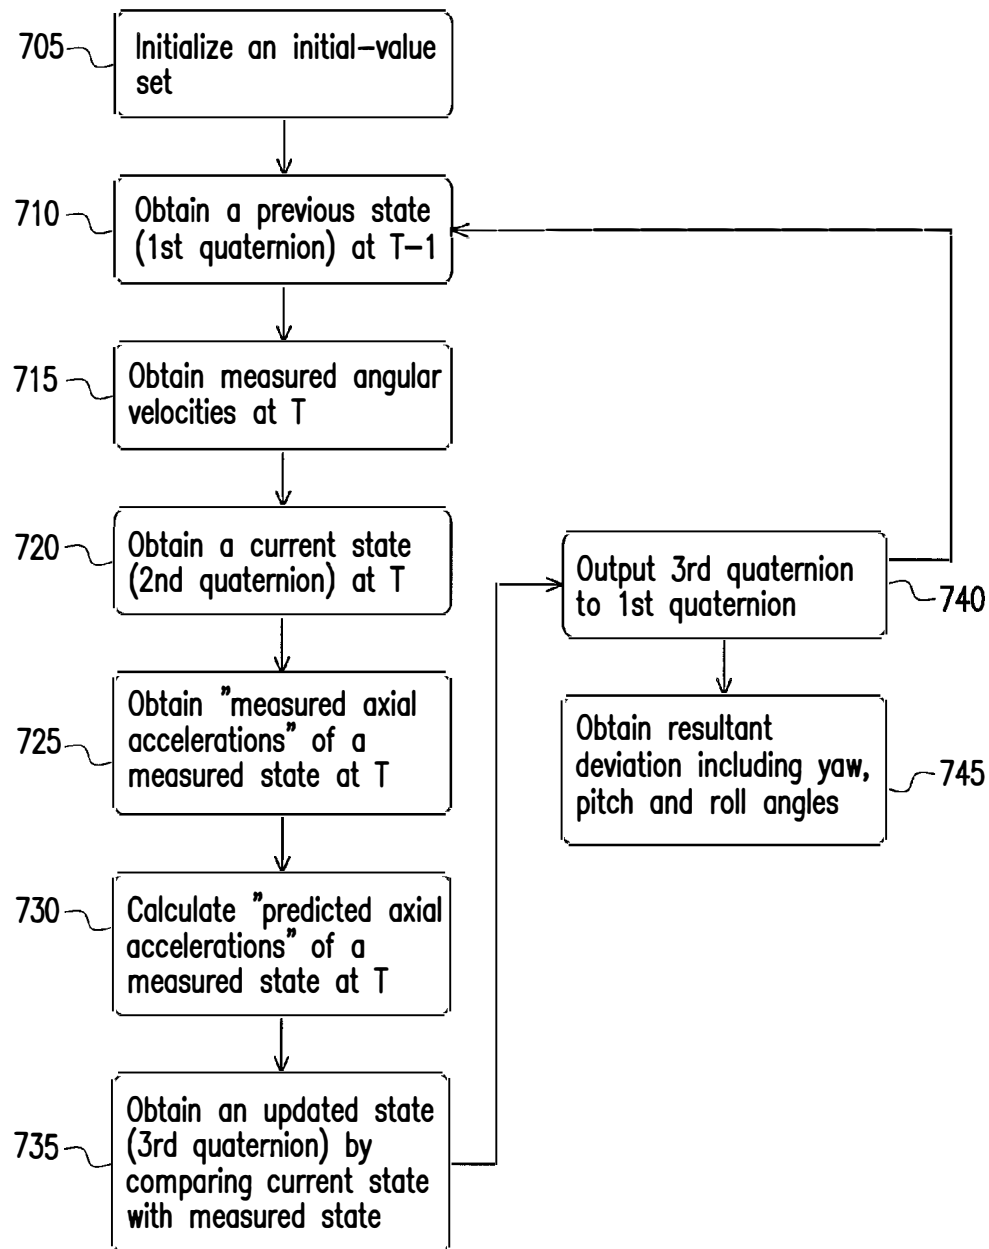 705
Initialize an initial-value
set
710
Obtain a previous state
(1st quaternion) at T-1
715
Obtain measured angular
velocities at T
720
Obtain a current state
(2nd quaternion) at T
725
Obtain "measured axial
accelerations" of a
measured state at T
730
Calculate "predicted axial
accelerations" of a
measured state at T
735
Obtain an updated state
(3rd quaternion) by
comparing current state
with measured state
Output 3rd quaternion
to 1st quaternion
740
Obtain resultant
deviation including yaw,
pitch and roll angles
745